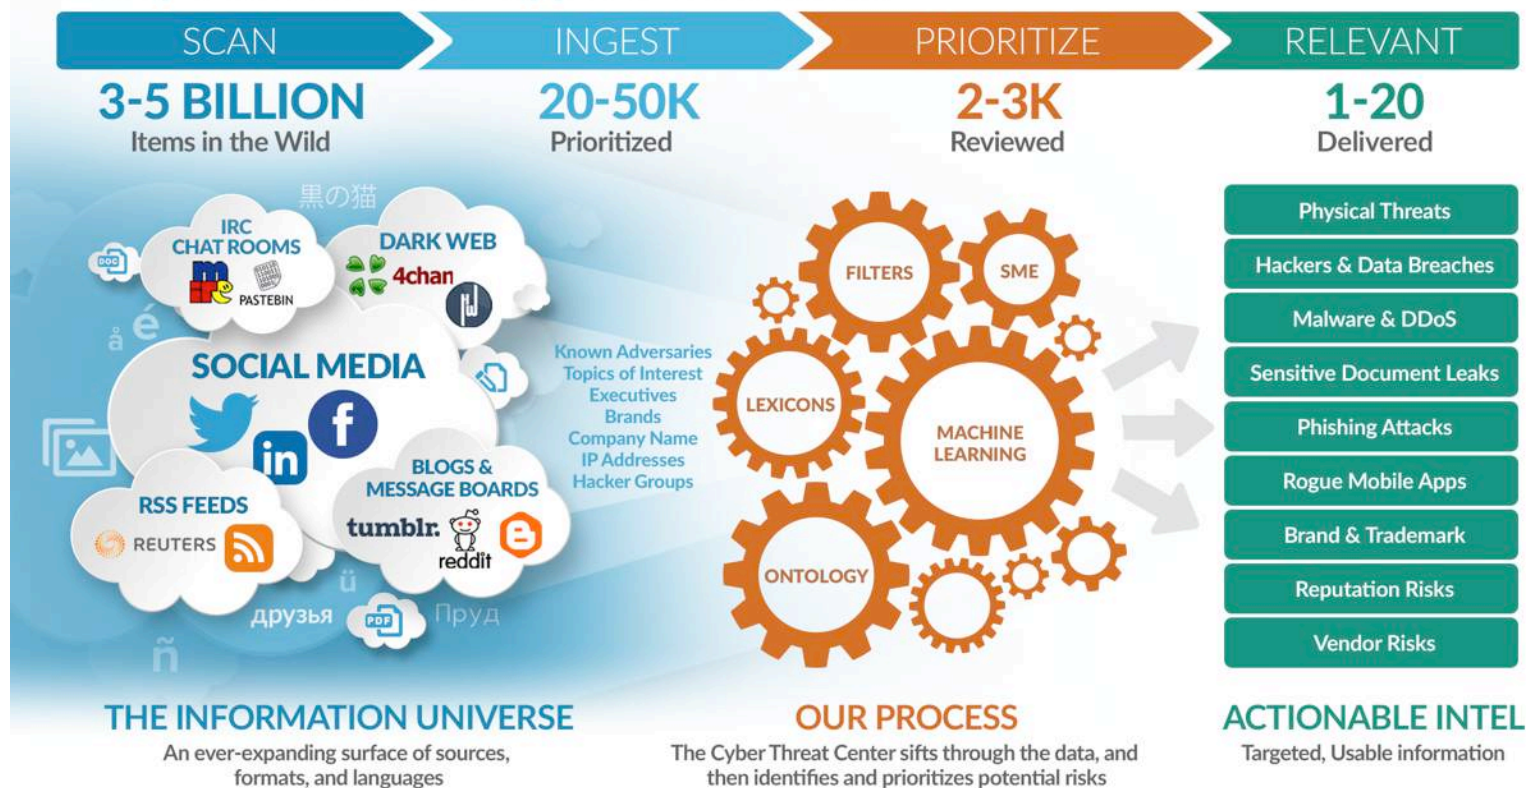 SCAN
INGEST
PRIORITIZE
RELEVANT
3-5 BILLION
Items in the Wild
20-50K
Prioritized
2-3K
Reviewed
1-20
Delivered
黒の猫
IRC
CHAT ROOMS
PASTEBIN
DOC
DARK WEB
4chan
å
é
SOCIAL MEDIA
in
f
RSS FEEDS
REUTERS
BLOGS &
MESSAGE BOARDS
tumblr.
reddit
ü
друзья
PDF
Пруд
ñ
Known Adversaries
Topics of Interest
Executives
Brands
Company Name
IP Addresses
Hacker Groups
FILTERS
SME
LEXICONS
MACHINE
LEARNING
ONTOLOGY
Physical Threats
Hackers & Data Breaches
Malware & DDoS
Sensitive Document Leaks
Phishing Attacks
Rogue Mobile Apps
Brand & Trademark
Reputation Risks
Vendor Risks
THE INFORMATION UNIVERSE
An ever-expanding surface of sources,
formats, and languages
OUR PROCESS
The Cyber Threat Center sifts through the data, and
then identifies and prioritizes potential risks
ACTIONABLE INTEL
Targeted, Usable information